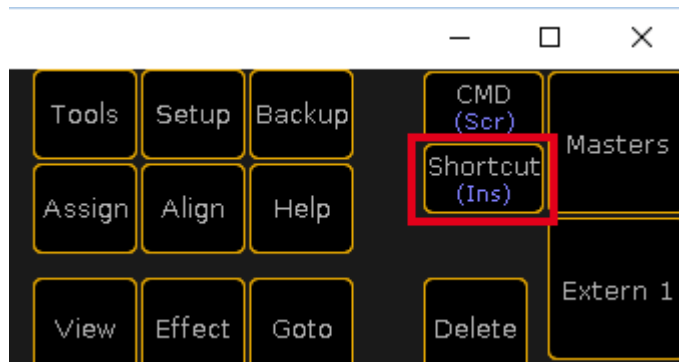 Tools Setup Backup
CMD
(Scr)
Masters
Shortcut
(Ins)
Assign Align Help
Extern 1
View Effect Goto
Delete